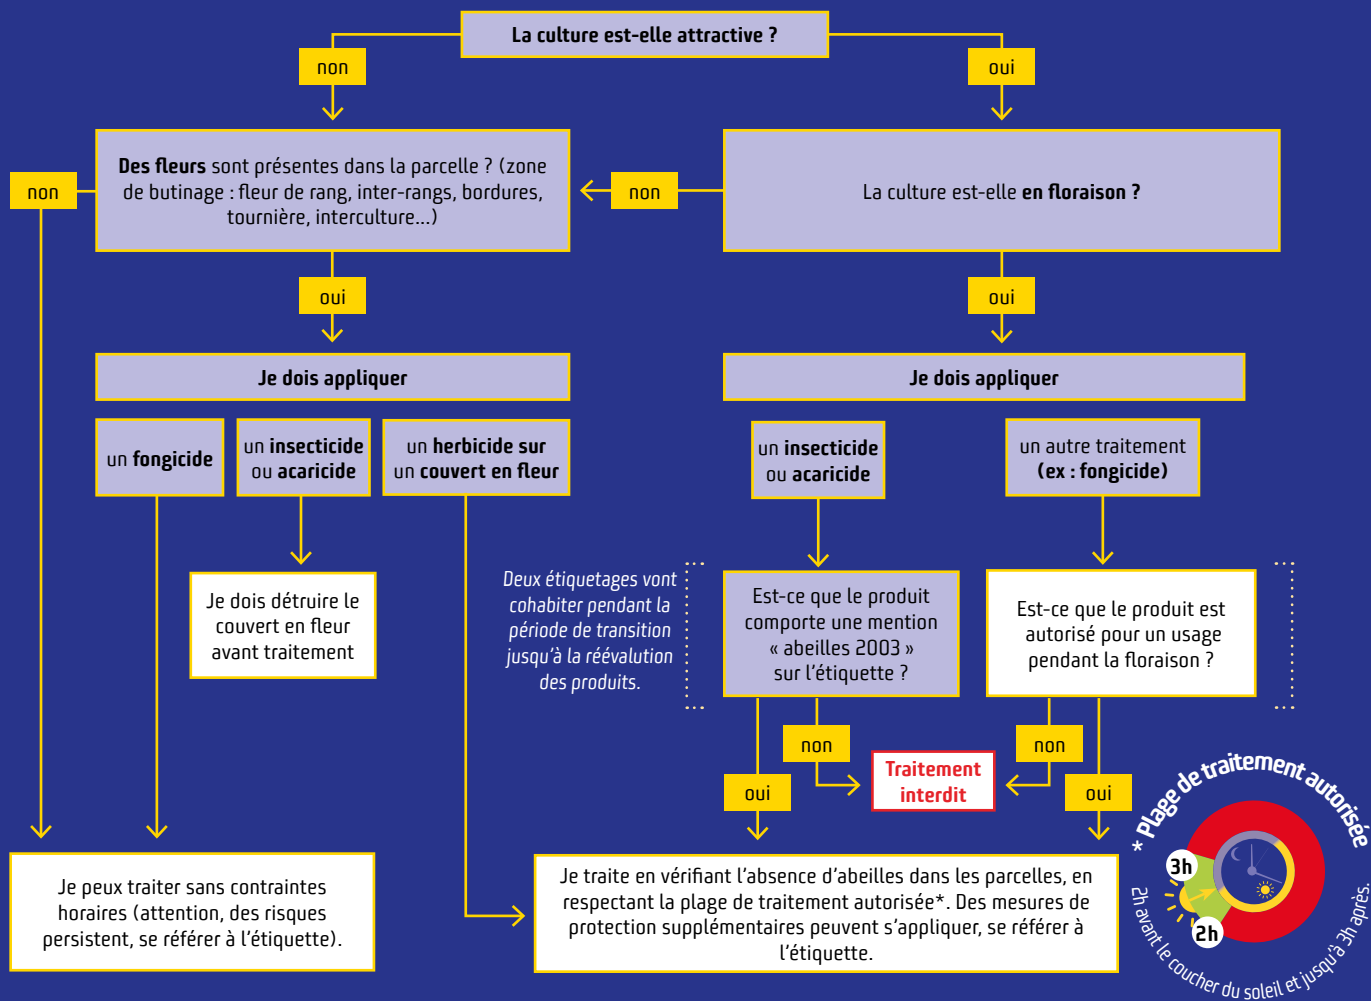 La culture est-elle attractive ?
non
oui
Des fleurs sont présentes dans la parcelle ? (zone
de butinage : fleur de rang, inter-rangs, bordures,
tournière, interculture...)
non
non
La culture est-elle en floraison ?
oui
oui
Je dois appliquer
Je dois appliquer
un fongicide
un insecticide
ou acaricide
un herbicide sur
un couvert en fleur
un insecticide
ou acaricide
un autre traitement
(ex : fongicide)
Je dois détruire le
couvert en fleur
avant traitement
Deux étiquetages vont
cohabiter pendant la
période de transition
jusqu'à la réévalution
des produits.
Est-ce que le produit
comporte une mention
« abeilles 2003 »
sur l'étiquette ?
Est-ce que le produit est
autorisé pour un usage
pendant la floraison ?
non
non
Traitement
interdit
oui
oui
Je peux traiter sans contraintes
horaires (attention, des risques
persistent, se référer à l'étiquette).
Je traite en vérifiant l'absence d'abeilles dans les parcelles, en
respectant la plage de traitement autorisée*. Des mesures de
protection supplémentaires peuvent s'appliquer, se référer à
l'étiquette.
* Plage de traitement autorisée
3h
2h
2h avant le coucher du soleil et jusqu'à 3h après.